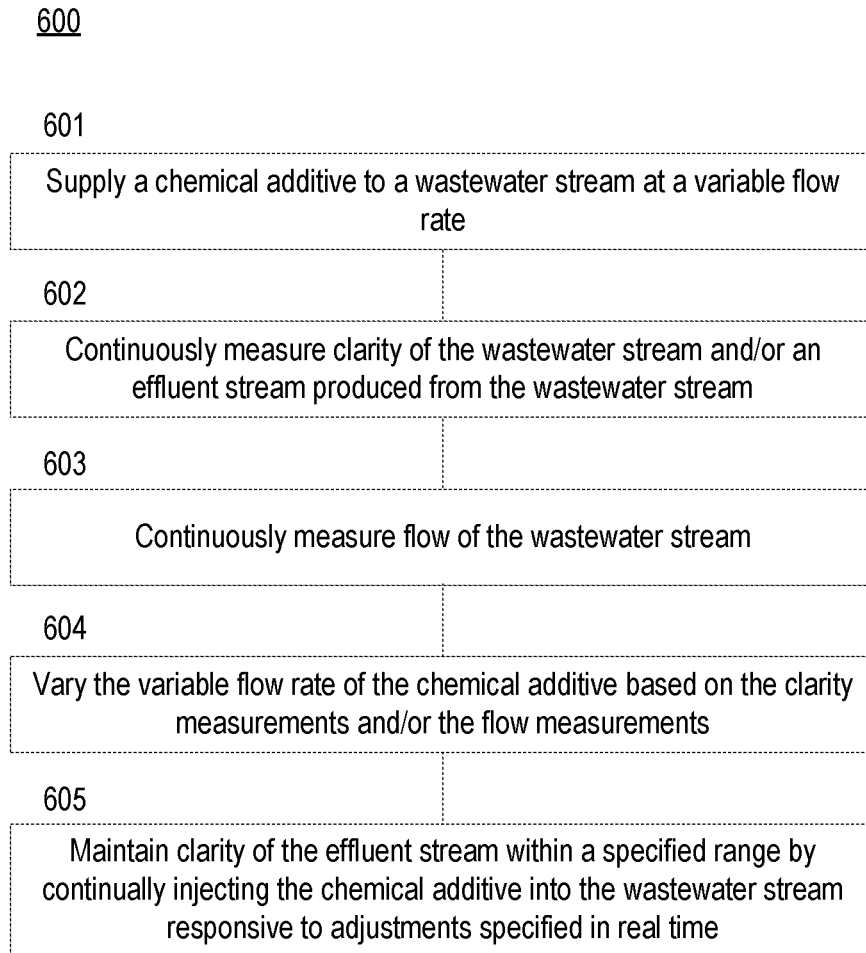 600
601
Supply a chemical additive to a wastewater stream at a variable flow
rate
602
Continuously measure clarity of the wastewater stream and/or an
effluent stream produced from the wastewater stream
603
Continuously measure flow of the wastewater stream
604
Vary the variable flow rate of the chemical additive based on the clarity
measurements and/or the flow measurements
605
Maintain clarity of the effluent stream within a specified range by
continually injecting the chemical additive into the wastewater stream
responsive to adjustments specified in real time